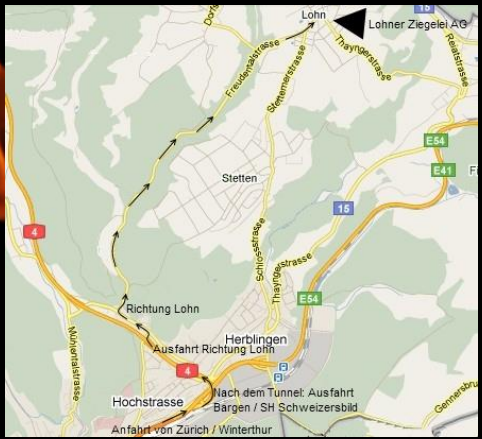 Lohn
15
Lohner Ziegelei AG
Thayngerstrasse
Reiatstrasse
Freudentalstrasse
Stettemerstrasse
E54
E41
Stetten
15
4
Schlossstrasse
Thayngerstrasse
E54
Richtung Lohn
Mühlentalstrasse
Herblingen
Ausfahrt Richtung Lohn
4
Nach dem Tunnel: Ausfahrt
Bargen / SH Schweizersbild
Hochstrasse
Anfahrt von Zürich / Winterthur